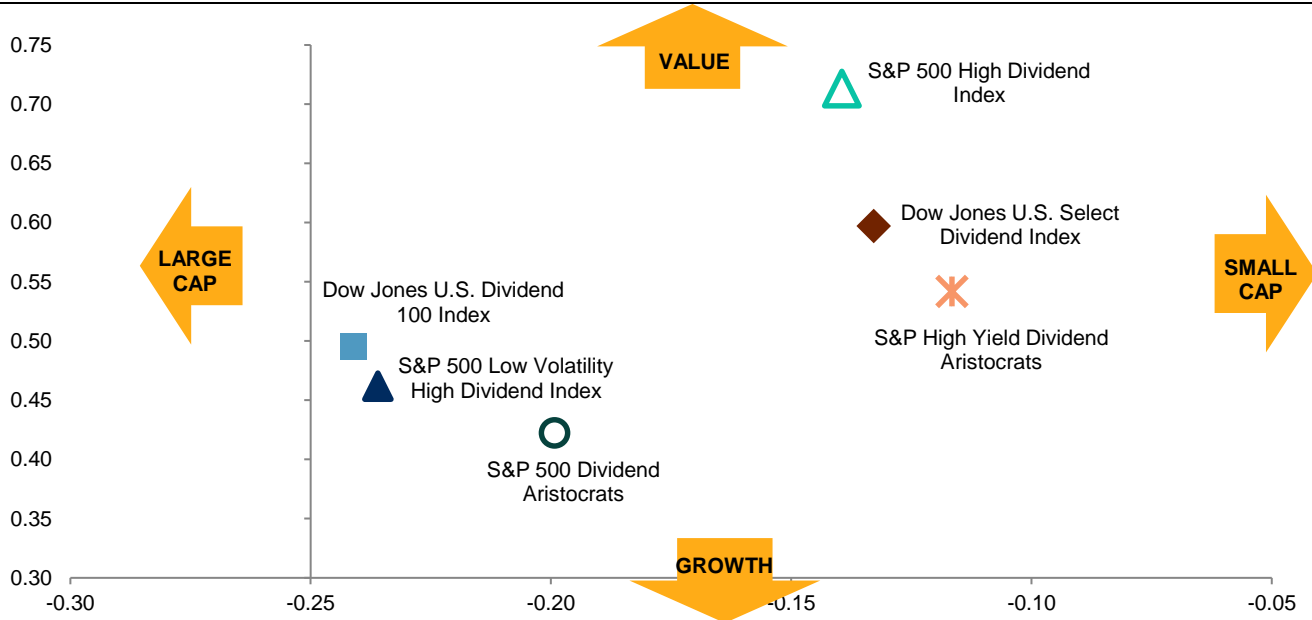 0.75
0.70
0.65
0.60
0.55
0.50
0.45
0.40
0.35
0.30
-0.30
-0.25
-0.20
-0.15
-0.10
-0.05
VALUE
S&P 500 High Dividend
Index
Dow Jones U.S. Select
Dividend Index
LARGE
CAP
SMALL
CAP
Dow Jones U.S. Dividend
100 Index
S&P High Yield Dividend
Aristocrats
S&P 500 Low Volatility
High Dividend Index
S&P 500 Dividend
Aristocrats
GROWTH